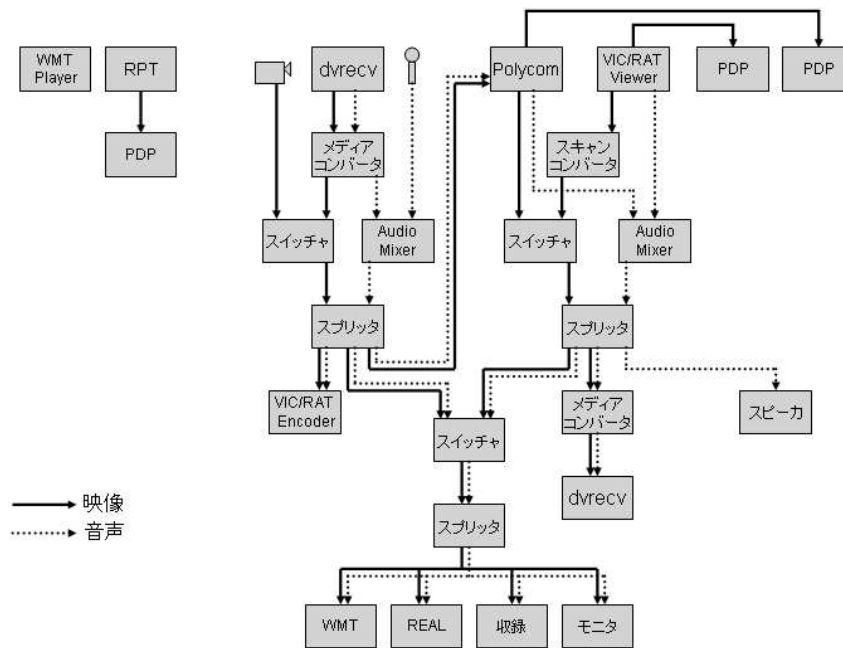 WMT
Player
RPT
dvrecv
Polycom
VIC/RAT
Viewer
PDP
PDP
PDP
メディア
コンバータ
スキャン
コンバータ
スイッチャ
Audio
Mixer
スイッチャ
Audio
Mixer
スプリッタ
スプリッタ
VIC/RAT
Encoder
スイッチャ
メディア
コンバータ
スピーカ
映像
音声
スプリッタ
dvrecv
WMT
REAL
収録
モニタ